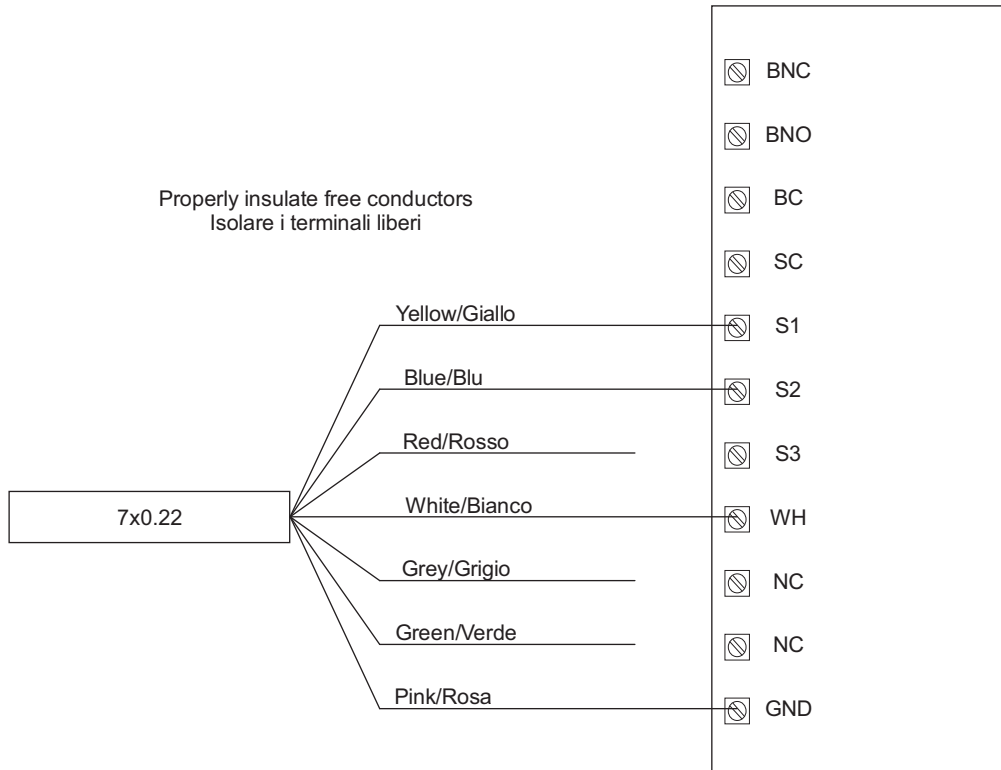 BNC
BNO
Properly insulate free conductors
Isolare i terminali liberi
BC
SC
Yellow/Giallo
S1
Blue/Blu
S2
Red/Rosso
S3
7x0.22
White/Bianco
WH
Grey/Grigio
NC
Green/Verde
NC
Pink/Rosa
GND